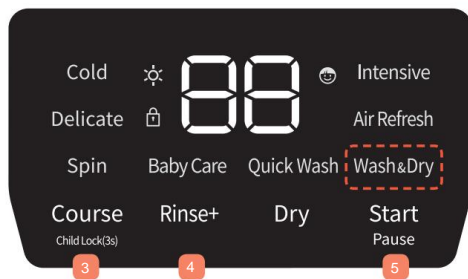 Cold
88
Intensive
Delicate
Air Refresh
Spin
Baby Care
Quick Wash
Wash&Dry
Course
Rinse+
Dry
Start
Child Lock(3s)
Pause
3
4
5